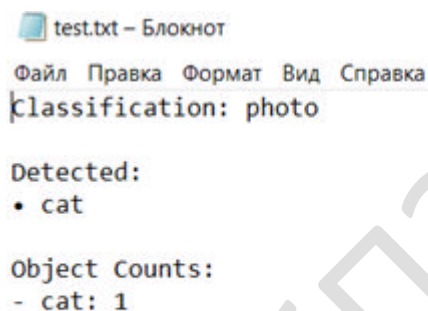 test.txt – Блокнот
Файл Правка Формат Вид Справка
Classification: photo
Detected:
• cat
Object Counts:
- cat: 1